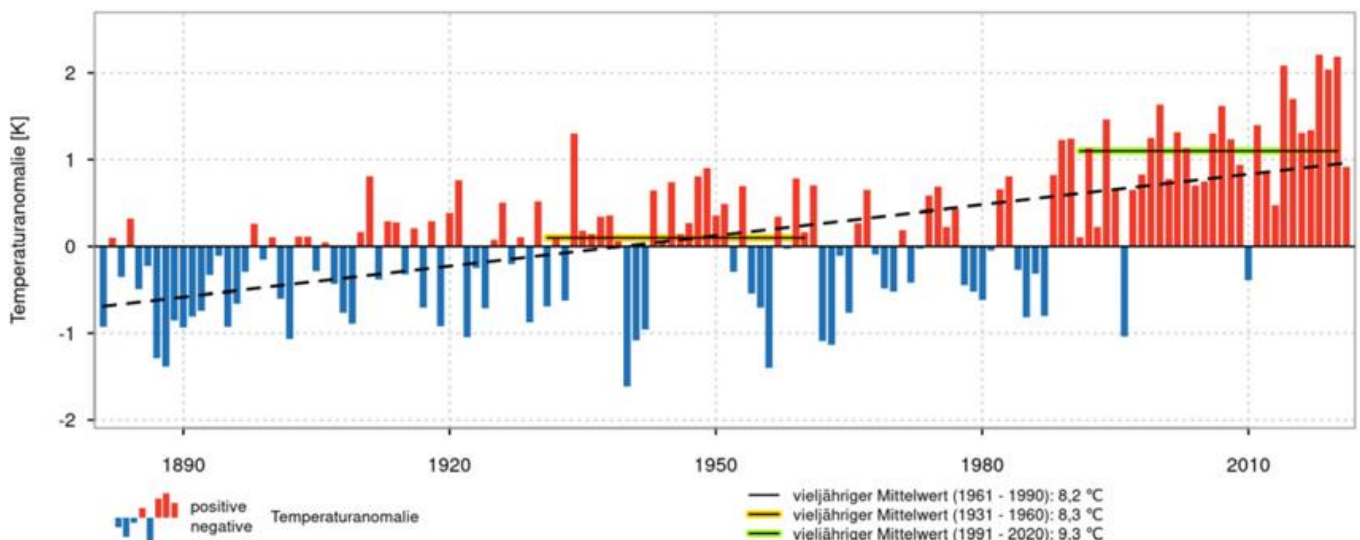 Temperaturanomalie [K]
2
1
0
-1
-2
1890
1920
1950
1980
2010
positive
negative
Temperaturanomalie
vieljähriger Mittelwert (1961 - 1990): 8,2 °C
vieljähriger Mittelwert (1931 - 1960): 8,3 °C
vieljähriger Mittelwert (1991 - 2020): 9,3 °C